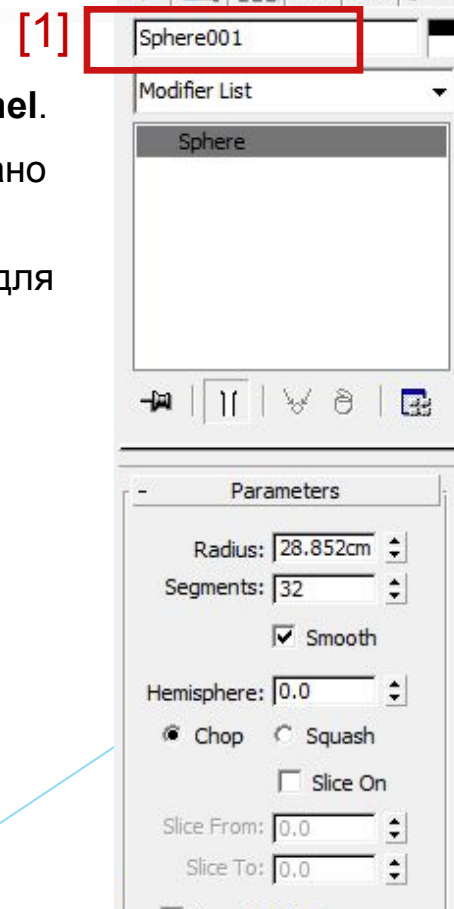 [1]
Sphere001
Modifier List
nel.
Sphere
ано
для
- Parameters
Radius: 28.852cm
Segments: 32
Smooth
Hemisphere: 0.0
Chop Squash
Slice On
Slice From: 0.0
Slice To: 0.0